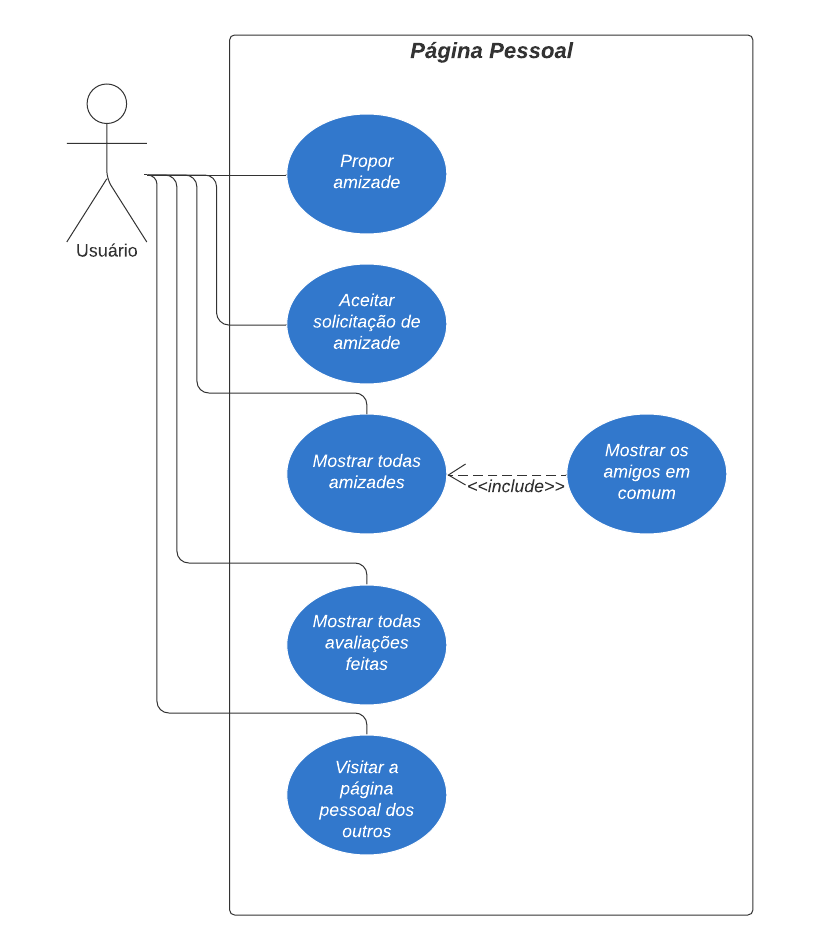 Página Pessoal
Propor
amizade
Usuário
Aceitar
solicitação de
amizade
Mostrar todas
amizades
<<include>>
Mostrar os
amigos em
comum
Mostrar todas
avaliações
feitas
Visitar a
página
pessoal dos
outros